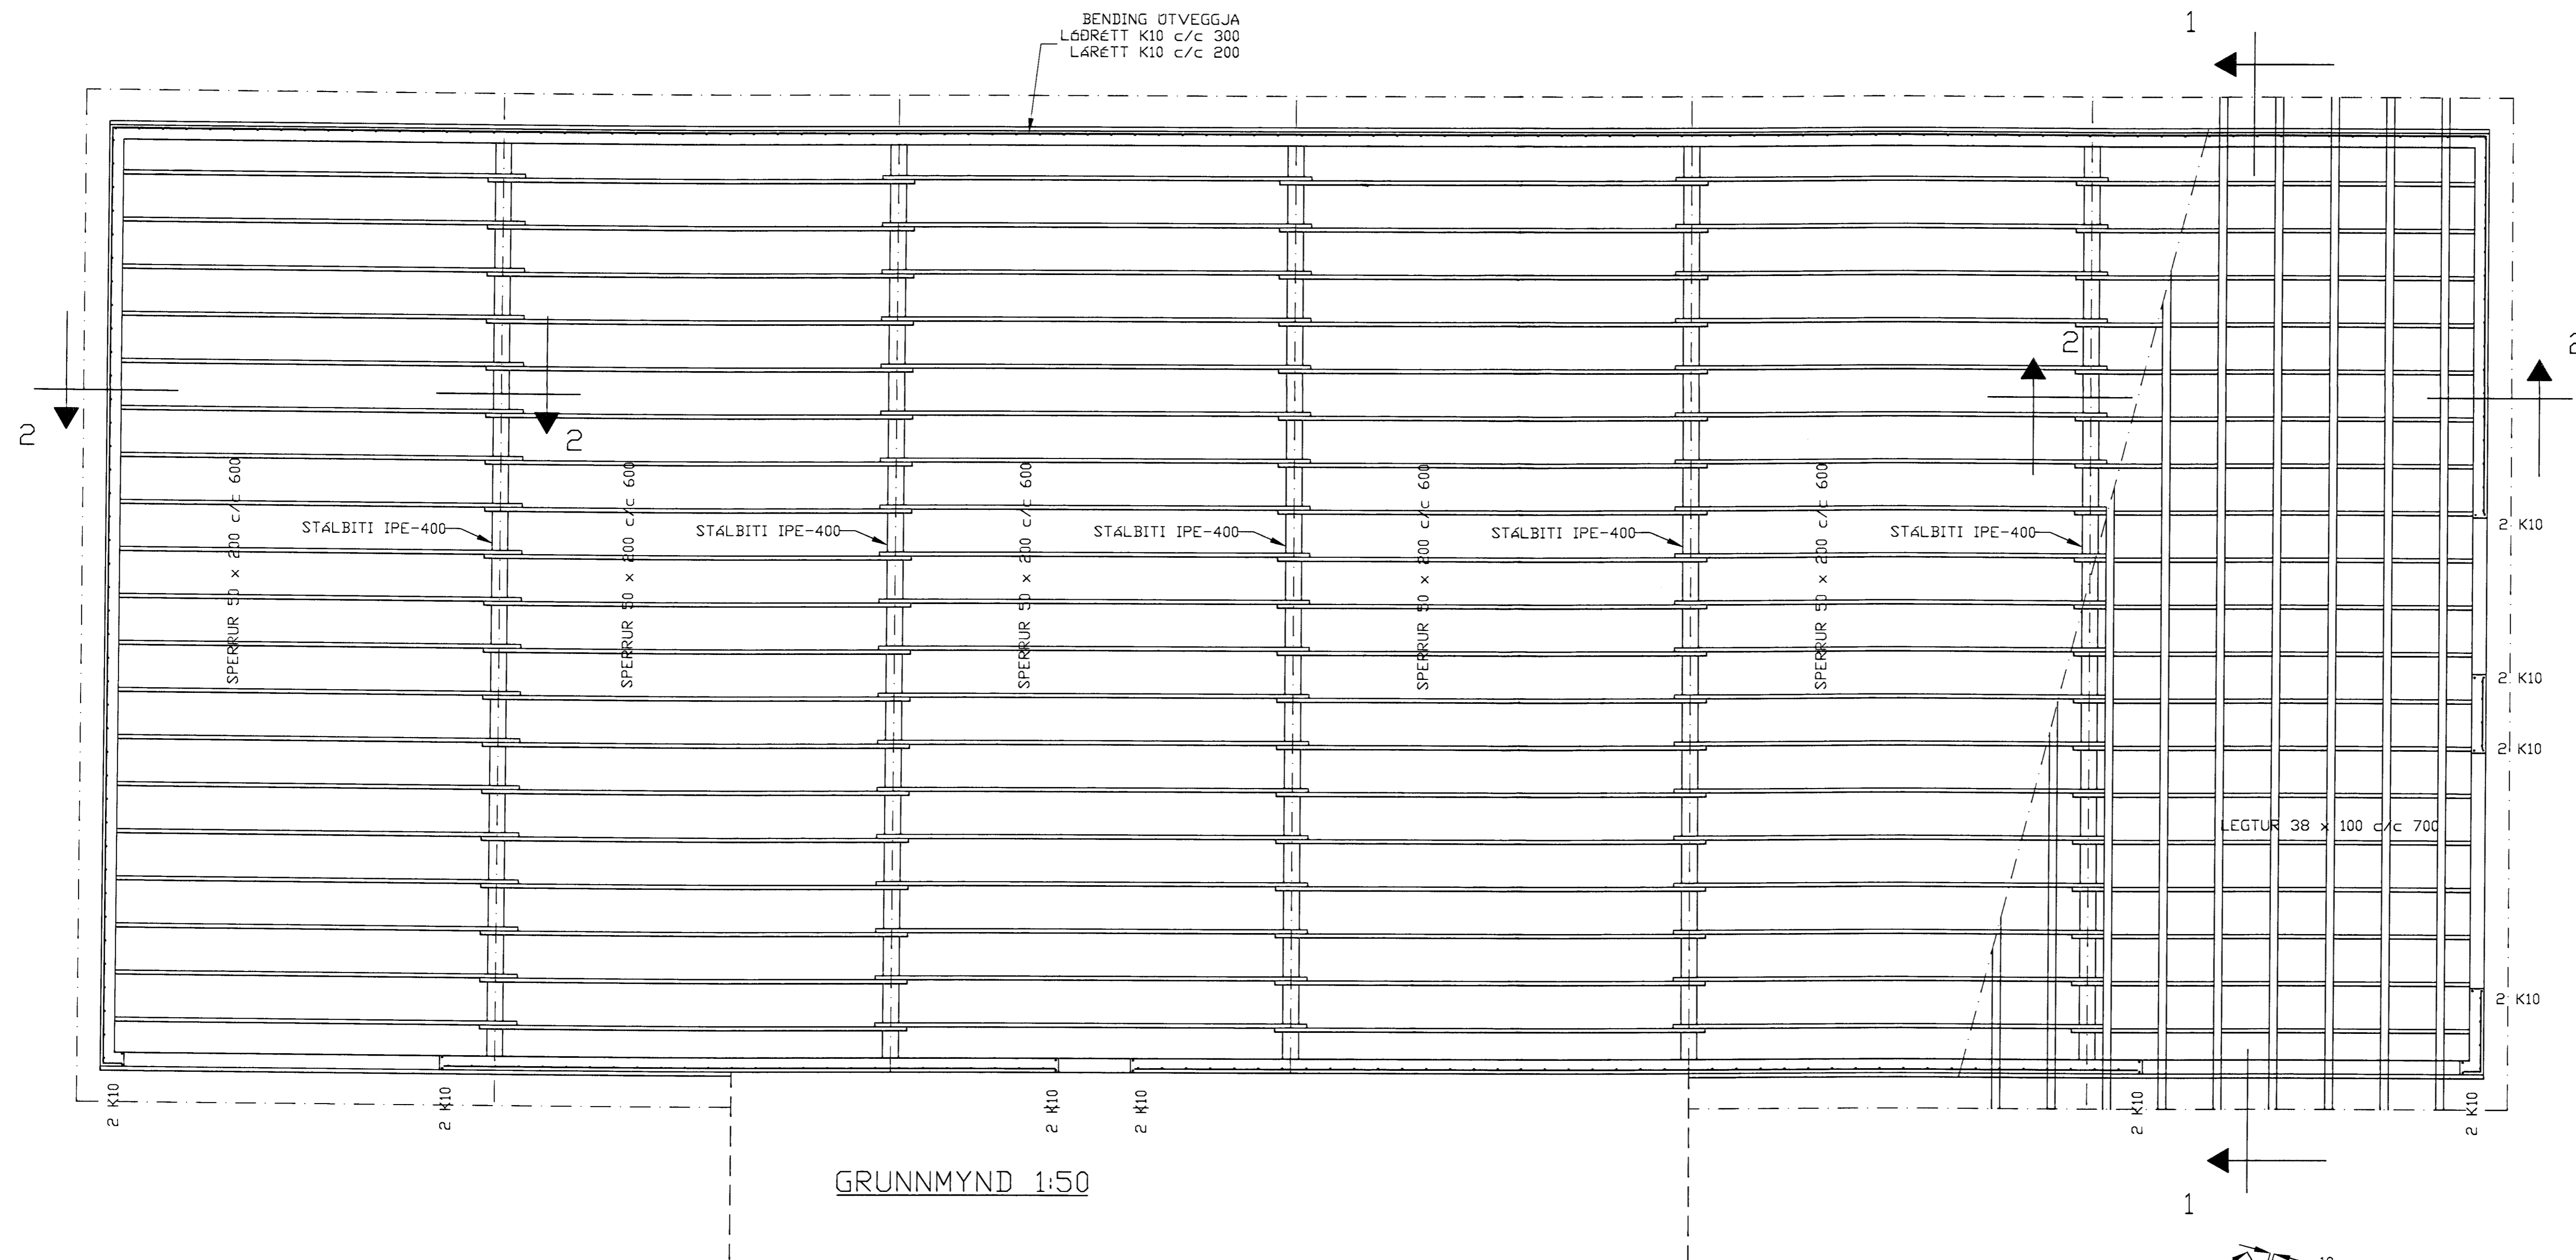 BENDING ÚTVEGGJA
LÓÐRÉTT K10 c/c 300
LÁRÉTT K10 c/c 200
1
2
2
2
2
SPERRUR 50 x 200 c/c 600
SPERRUR 50 x 200 c/c 600
SPERRUR 50 x 200 c/c 600
SPERRUR 50 x 200 c/c 600
SPERRUR 50 x 200 c/c 600
STÁLBITI IPE-400
STÁLBITI IPE-400
STÁLBITI IPE-400
STÁLBITI IPE-400
STÁLBITI IPE-400
2 K10
2 K10
2 K10
LEGTUR 38 x 100 c/c 700
2 K10
2 K10
2 K10
2 K10
2 K10
2 K10
2 K10
GRUNNMYND 1:50
1